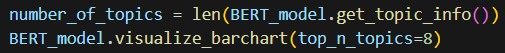 number_of_topics = len(BERT_model.get_topic_info())
BERT_model.visualize_barchart(top_n_topics=8)